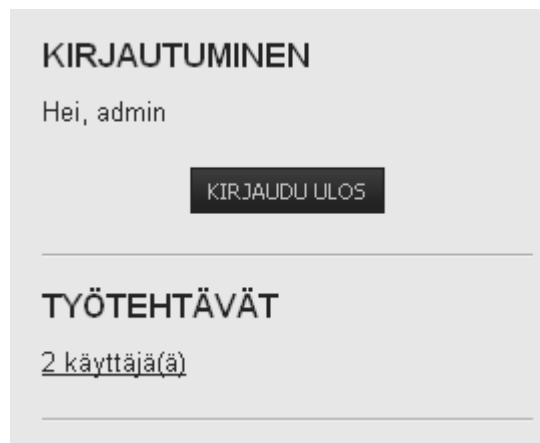 KIRJAUTUMINEN
Hei, admin
KIRJAUDU ULOS
TYÖTEHTÄVÄT
2 käyttäjä(ä)